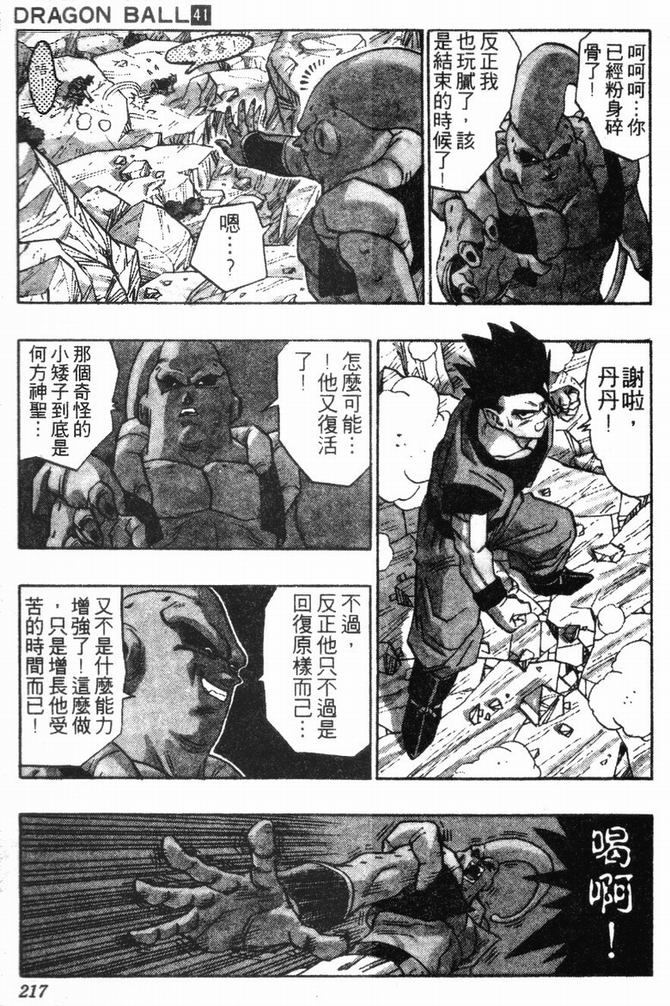 DRAGON BALL 41
呵呵呵…你
已經粉身碎
骨了!
反正我
也玩膩了,該
是結束的時候了!
答答答…
嗯…?
謝啦,
丹丹!
怎麼可能…
!他又復活
了!
那個奇怪的
小矮子到底是
何方神聖…
不過,
反正他只不過是
回復原樣而已…
又不是什麼能力
增強了!這麼做
,只是增長他受
苦的時間而已!
喝啊!
217